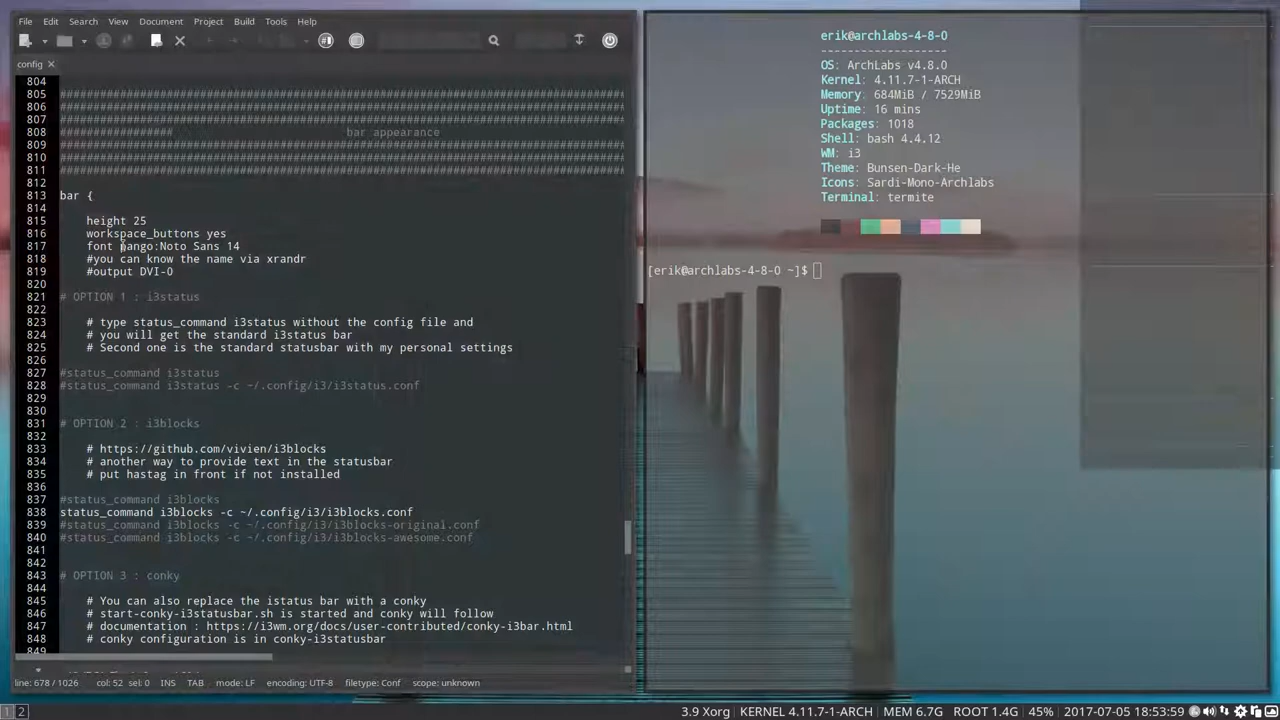 File Edit Search View Document Project Build Tools Help
config
804
805 ################################################################################
806 ################################################################################
807 ################################################################################
808 ################# bar appearance
809 ################################################################################
810 ################################################################################
811 ################################################################################
812
813 bar {
814
815 height 25
816 workspace_buttons yes
817 font pango:Noto Sans 14
818 #you can know the name via xrandr
819 #output DVI-0
820
821 # OPTION 1 : i3status
822
823 # type status_command i3status without the config file and
824 # you will get the standard i3status bar
825 # Second one is the standard statusbar with my personal settings
826
827 #status_command i3status
828 #status_command i3status -c ~/.config/i3/i3status.conf
829
830
831 # OPTION 2 : i3blocks
832
833 # https://github.com/vivien/i3blocks
834 # another way to provide text in the statusbar
835 # put hastag in front if not installed
836
837 #status_command i3blocks
838 status_command i3blocks -c ~/.config/i3/i3blocks.conf
839 #status_command i3blocks -c ~/.config/i3/i3blocks-original.conf
840 #status_command i3blocks -c ~/.config/i3/i3blocks-awesome.conf
841
842
843 # OPTION 3 : conky
844
845 # You can also replace the istatus bar with a conky
846 # start-conky-i3statusbar.sh is started and conky will follow
847 # documentation : https://i3wm.org/docs/user-contributed/conky-i3bar.html
848 # conky configuration is in conky-i3statusbar
line: 678 / 1026 col: 52 sel: 0 INS TAB mode: LF encoding: UTF-8 filetype: Conf scope: unknown
erik@archlabs-4-8-0
-------------------
OS: ArchLabs v4.8.0
Kernel: 4.11.7-1-ARCH
Memory: 684MiB / 7529MiB
Uptime: 16 mins
Packages: 1018
Shell: bash 4.4.12
WM: i3
Theme: Bunsen-Dark-He
Icons: Sardi-Mono-Archlabs
Terminal: termite
[erik@archlabs-4-8-0 ~]$
1 2 3.9 Xorg KERNEL 4.11.7-1-ARCH MEM 6.7G ROOT 1.4G 45% 2017-07-05 18:53:59